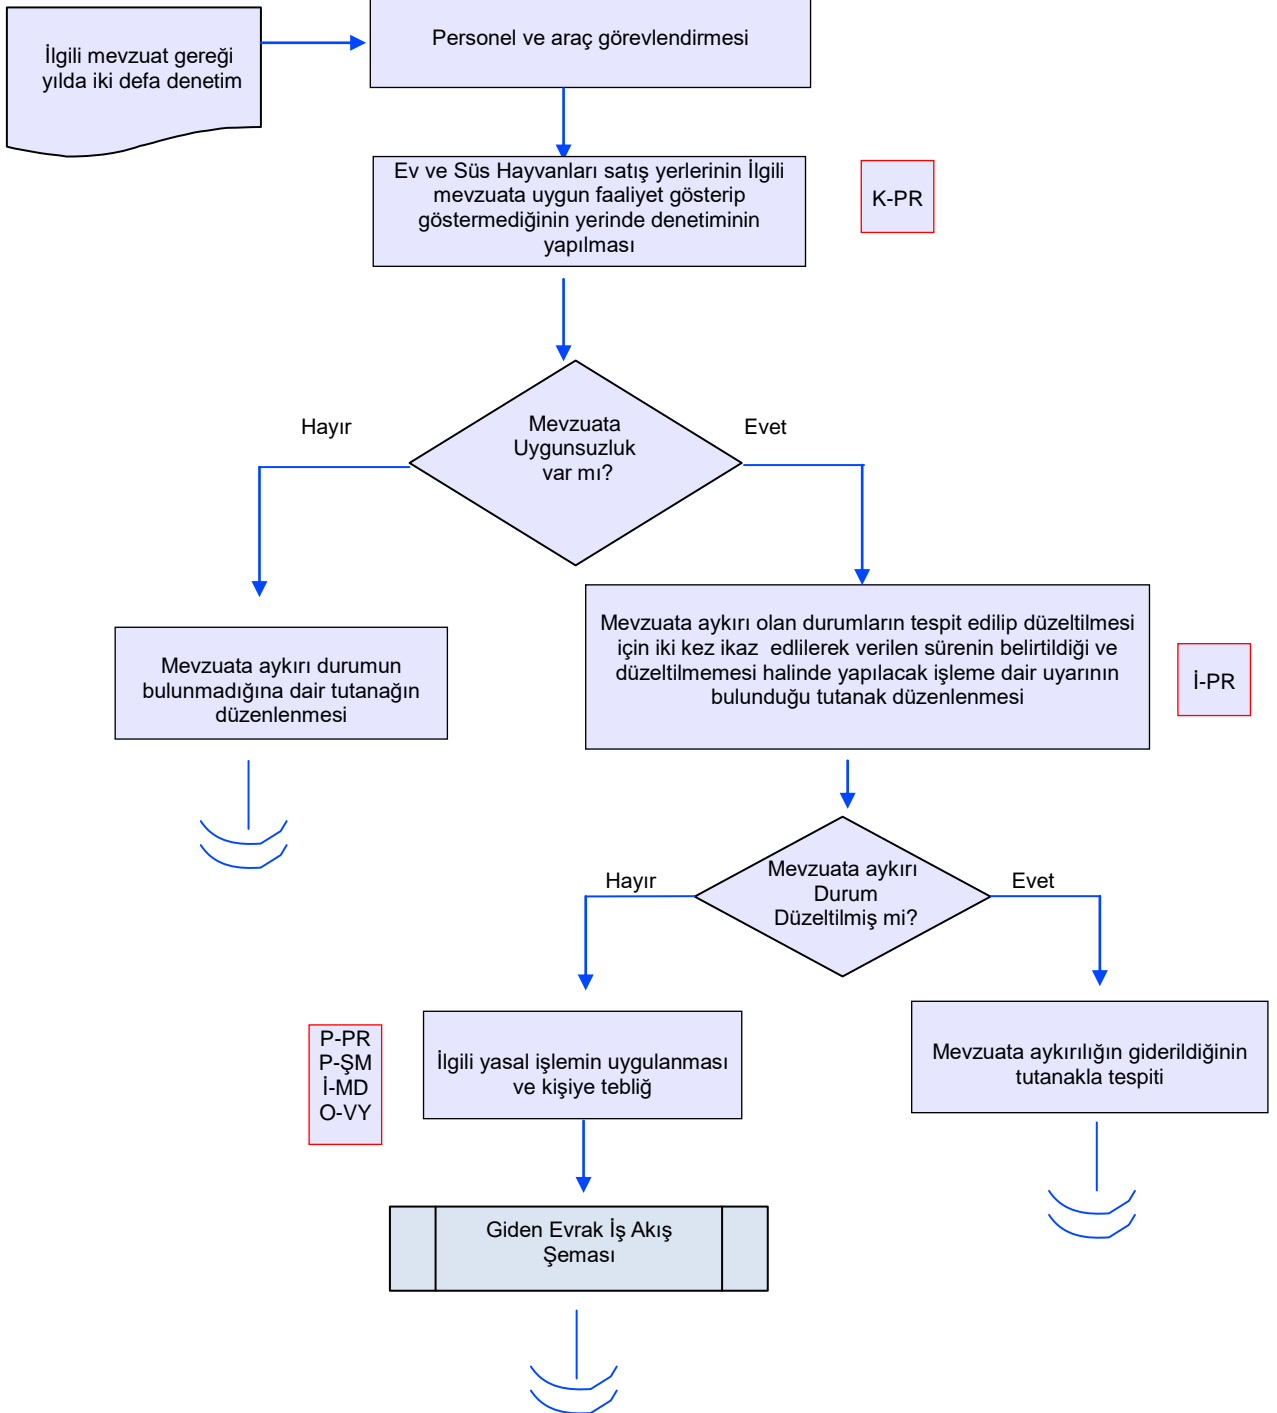 İlgili mevzuat gereği
yılda iki defa denetim
Personel ve araç görevlendirmesi
Ev ve Süs Hayvanları satış yerlerinin İlgili
mevzuata uygun faaliyet gösterip
göstermediğinin yerinde denetiminin
yapılması
K-PR
Hayır
Mevzuata
Uygunsuzluk
var mı?
Evet
Mevzuata aykırı durumun
bulunmadığına dair tutanağın
düzenlenmesi
Mevzuata aykırı olan durumların tespit edilip düzeltilmesi
için iki kez ikaz  edlilerek verilen sürenin belirtildiği ve
düzeltilmemesi halinde yapılacak işleme dair uyarının
bulunduğu tutanak düzenlenmesi
İ-PR
Hayır
Mevzuata aykırı
Durum
Düzeltilmiş mi?
Evet
P-PR
P-ŞM
İ-MD
O-VY
İlgili yasal işlemin uygulanması
ve kişiye tebliğ
Mevzuata aykırılığın giderildiğinin
tutanakla tespiti
Giden Evrak İş Akış
Şeması